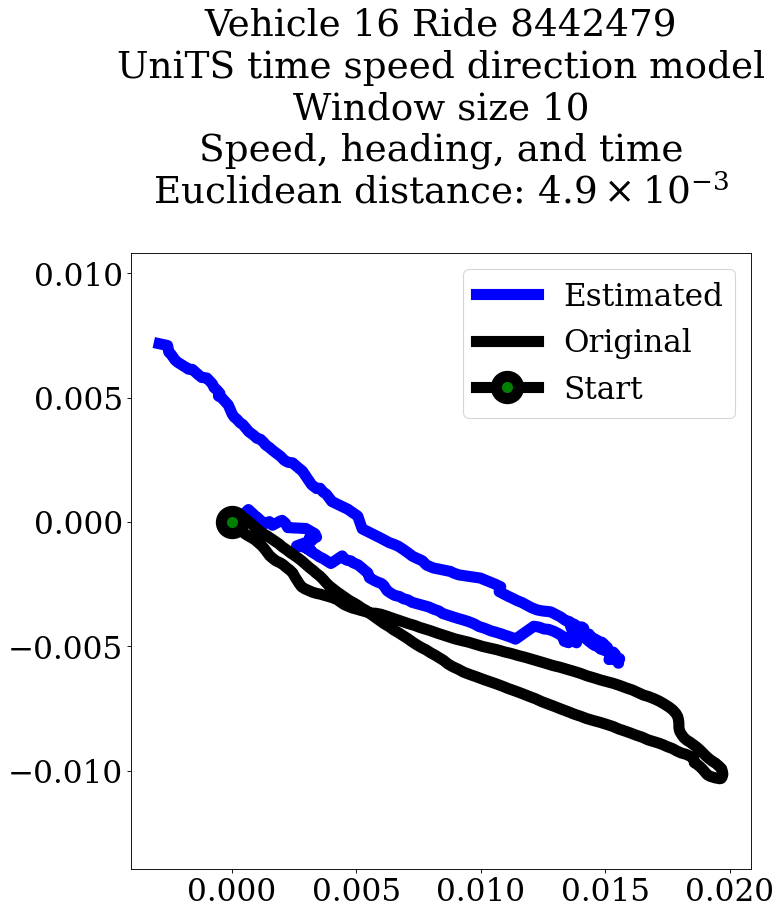 Vehicle 16 Ride 8442479
UniTS time speed direction model
Window size 10
Speed, heading, and time
Euclidean distance: 4.9 × 10⁻³
0.010
0.005
0.000
−0.005
−0.010
Estimated
Original
Start
0.000 0.005 0.010 0.015 0.020